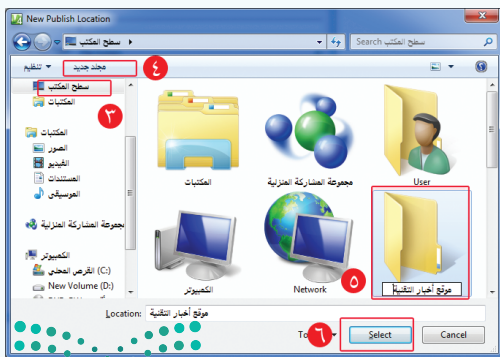 New Publish Location
سطح المكتب
Search سطح المكتب
تنظيم
مجلد جديد
٤
سطح المكتب
٣
المكتبات
المكتبات
الصور
الفيديو
المستندات
الموسيقى
مجموعة المشاركة المنزلية
الكمبيوتر
القرص المحلي (C:)
New Volume (D:)
المكتبات
مجموعة المشاركة المنزلية
User
الكمبيوتر
Network
٥
موقع أخبار التقنية
Location: موقع أخبار التقنية
٦
Select
Cancel